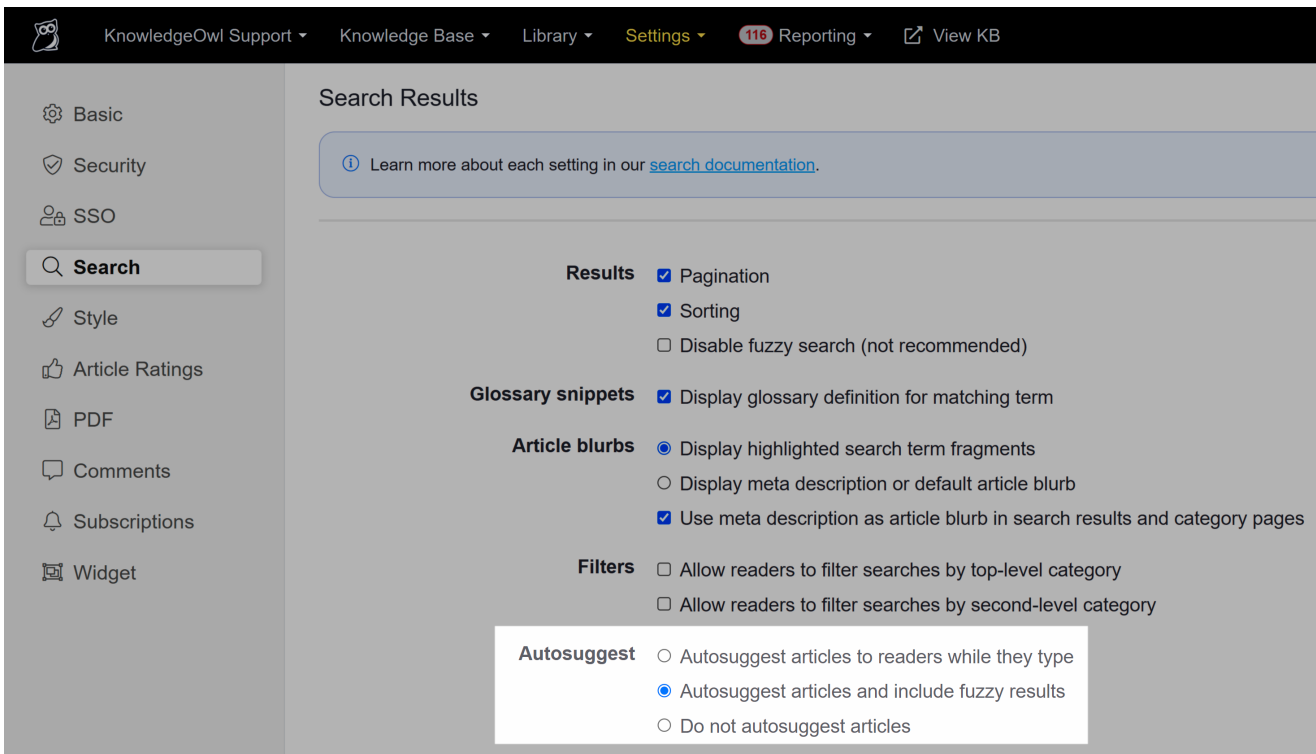 KnowledgeOwl Support Knowledge Base Library Settings 116 Reporting View KB
Basic
Security
SSO
Search
Style
Article Ratings
PDF
Comments
Subscriptions
Widget
Search Results
Learn more about each setting in our search documentation.
Results Pagination
Sorting
Disable fuzzy search (not recommended)
Glossary snippets Display glossary definition for matching term
Article blurbs Display highlighted search term fragments
Display meta description or default article blurb
Use meta description as article blurb in search results and category pages
Filters Allow readers to filter searches by top-level category
Allow readers to filter searches by second-level category
Autosuggest Autosuggest articles to readers while they type
Autosuggest articles and include fuzzy results
Do not autosuggest articles